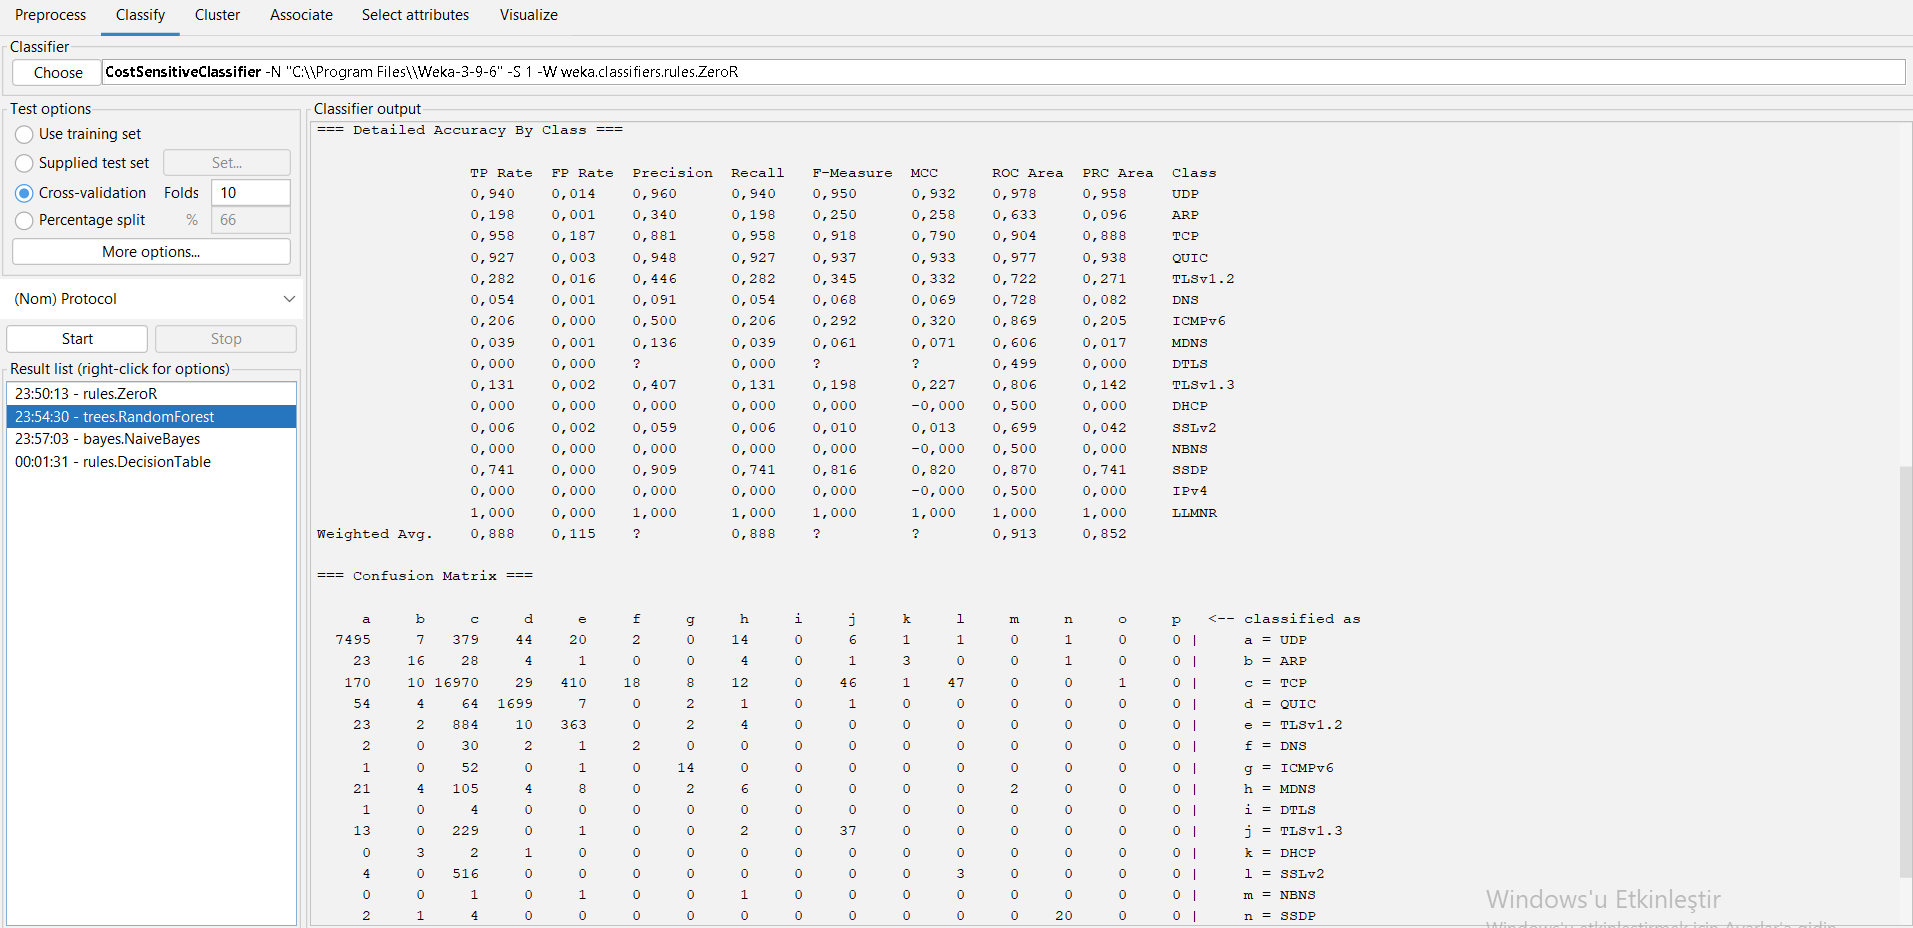 Preprocess Classify Cluster Associate Select attributes Visualize
Classifier
Choose CostSensitiveClassifier -N "C:\\Program Files\\Weka-3-9-6" -S 1 -W weka.classifiers.rules.ZeroR
Test options
Use training set
Supplied test set Set...
Cross-validation Folds 10
Percentage split % 66
More options...
(Nom) Protocol
Start Stop
Result list (right-click for options)
23:50:13 - rules.ZeroR
23:54:30 - trees.RandomForest
23:57:03 - bayes.NaiveBayes
00:01:31 - rules.DecisionTable
Classifier output
=== Detailed Accuracy By Class ===
TP Rate FP Rate Precision Recall F-Measure MCC ROC Area PRC Area Class
0,940 0,014 0,960 0,940 0,950 0,932 0,978 0,958 UDP
0,198 0,001 0,340 0,198 0,250 0,258 0,633 0,096 ARP
0,958 0,187 0,881 0,958 0,918 0,790 0,904 0,888 TCP
0,927 0,003 0,948 0,927 0,937 0,933 0,977 0,938 QUIC
0,282 0,016 0,446 0,282 0,345 0,332 0,722 0,271 TLSv1.2
0,054 0,001 0,091 0,054 0,068 0,069 0,728 0,082 DNS
0,206 0,000 0,500 0,206 0,292 0,320 0,869 0,205 ICMPv6
0,039 0,001 0,136 0,039 0,061 0,071 0,606 0,017 MDNS
0,000 0,000 ? 0,000 ? ? 0,499 0,000 DTLS
0,131 0,002 0,407 0,131 0,198 0,227 0,806 0,142 TLSv1.3
0,000 0,000 0,000 0,000 0,000 -0,000 0,500 0,000 DHCP
0,006 0,002 0,059 0,006 0,010 0,013 0,699 0,042 SSLv2
0,000 0,000 0,000 0,000 0,000 -0,000 0,500 0,000 NBNS
0,741 0,000 0,909 0,741 0,816 0,820 0,870 0,741 SSDP
0,000 0,000 0,000 0,000 0,000 -0,000 0,500 0,000 IPv4
1,000 0,000 1,000 1,000 1,000 1,000 1,000 1,000 LLMNR
Weighted Avg. 0,888 0,115 ? 0,888 ? ? 0,913 0,852
=== Confusion Matrix ===
a b c d e f g h i j k l m n o p <-- classified as
7495 7 379 44 20 2 0 14 0 6 1 1 0 1 0 0 | a = UDP
23 16 28 4 1 0 0 4 0 1 3 0 0 1 0 0 | b = ARP
170 10 16970 29 410 18 8 12 0 46 1 47 0 0 1 0 | c = TCP
54 4 64 1699 7 0 2 1 0 1 0 0 0 0 0 0 | d = QUIC
23 2 884 10 363 0 2 4 0 0 0 0 0 0 0 0 | e = TLSv1.2
2 0 30 2 1 2 0 0 0 0 0 0 0 0 0 0 | f = DNS
1 0 52 0 1 0 14 0 0 0 0 0 0 0 0 0 | g = ICMPv6
21 4 105 4 8 0 2 6 0 0 0 0 2 0 0 0 | h = MDNS
1 0 4 0 0 0 0 0 0 0 0 0 0 0 0 0 | i = DTLS
13 0 229 0 1 0 0 2 0 37 0 0 0 0 0 0 | j = TLSv1.3
0 3 2 1 0 0 0 0 0 0 0 0 0 0 0 0 | k = DHCP
4 0 516 0 0 0 0 0 0 0 0 3 0 0 0 0 | l = SSLv2
0 0 1 0 1 0 0 1 0 0 0 0 0 0 0 0 | m = NBNS
2 1 4 0 0 0 0 0 0 0 0 0 0 20 0 0 | n = SSDP
Windows'u Etkinleştir